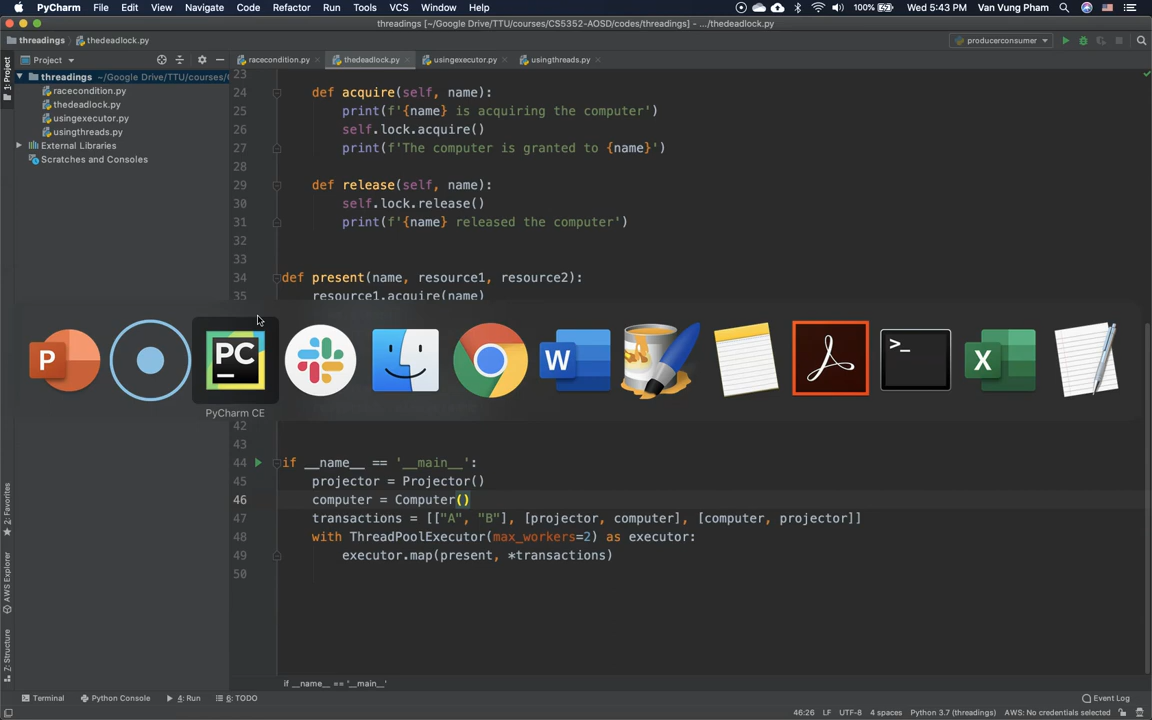 PyCharm File Edit View Navigate Code Refactor Run Tools VCS Window Help 100% Wed 5:43 PM Van Vung Pham
threadings [~/Google Drive/TTU/courses/CS5352-AOSD/codes/threadings] - .../thedeadlock.py
threadings thedeadlock.py producerconsumer
Project racecondition.py thedeadlock.py usingexecutor.py usingthreads.py
1: Project
threadings ~/Google Drive/TTU/courses/
racecondition.py
thedeadlock.py
usingexecutor.py
usingthreads.py
External Libraries
Scratches and Consoles
23
24 def acquire(self, name):
25 print(f'{name} is acquiring the computer')
26 self.lock.acquire()
27 print(f'The computer is granted to {name}')
28
29 def release(self, name):
30 self.lock.release()
31 print(f'{name} released the computer')
32
33
34 def present(name, resource1, resource2):
35 resource1.acquire(name)
P PC W >_ X
PyCharm CE
42
43
44 if __name__ == '__main__':
45 projector = Projector()
46 computer = Computer()
47 transactions = [["A", "B"], [projector, computer], [computer, projector]]
48 with ThreadPoolExecutor(max_workers=2) as executor:
49 executor.map(present, *transactions)
50
2: Favorites
AWS Explorer
7: Structure
if __name__ == '__main__'
Terminal Python Console 4: Run 6: TODO Event Log
46:26 LF UTF-8 4 spaces Python 3.7 (threadings) AWS: No credentials selected